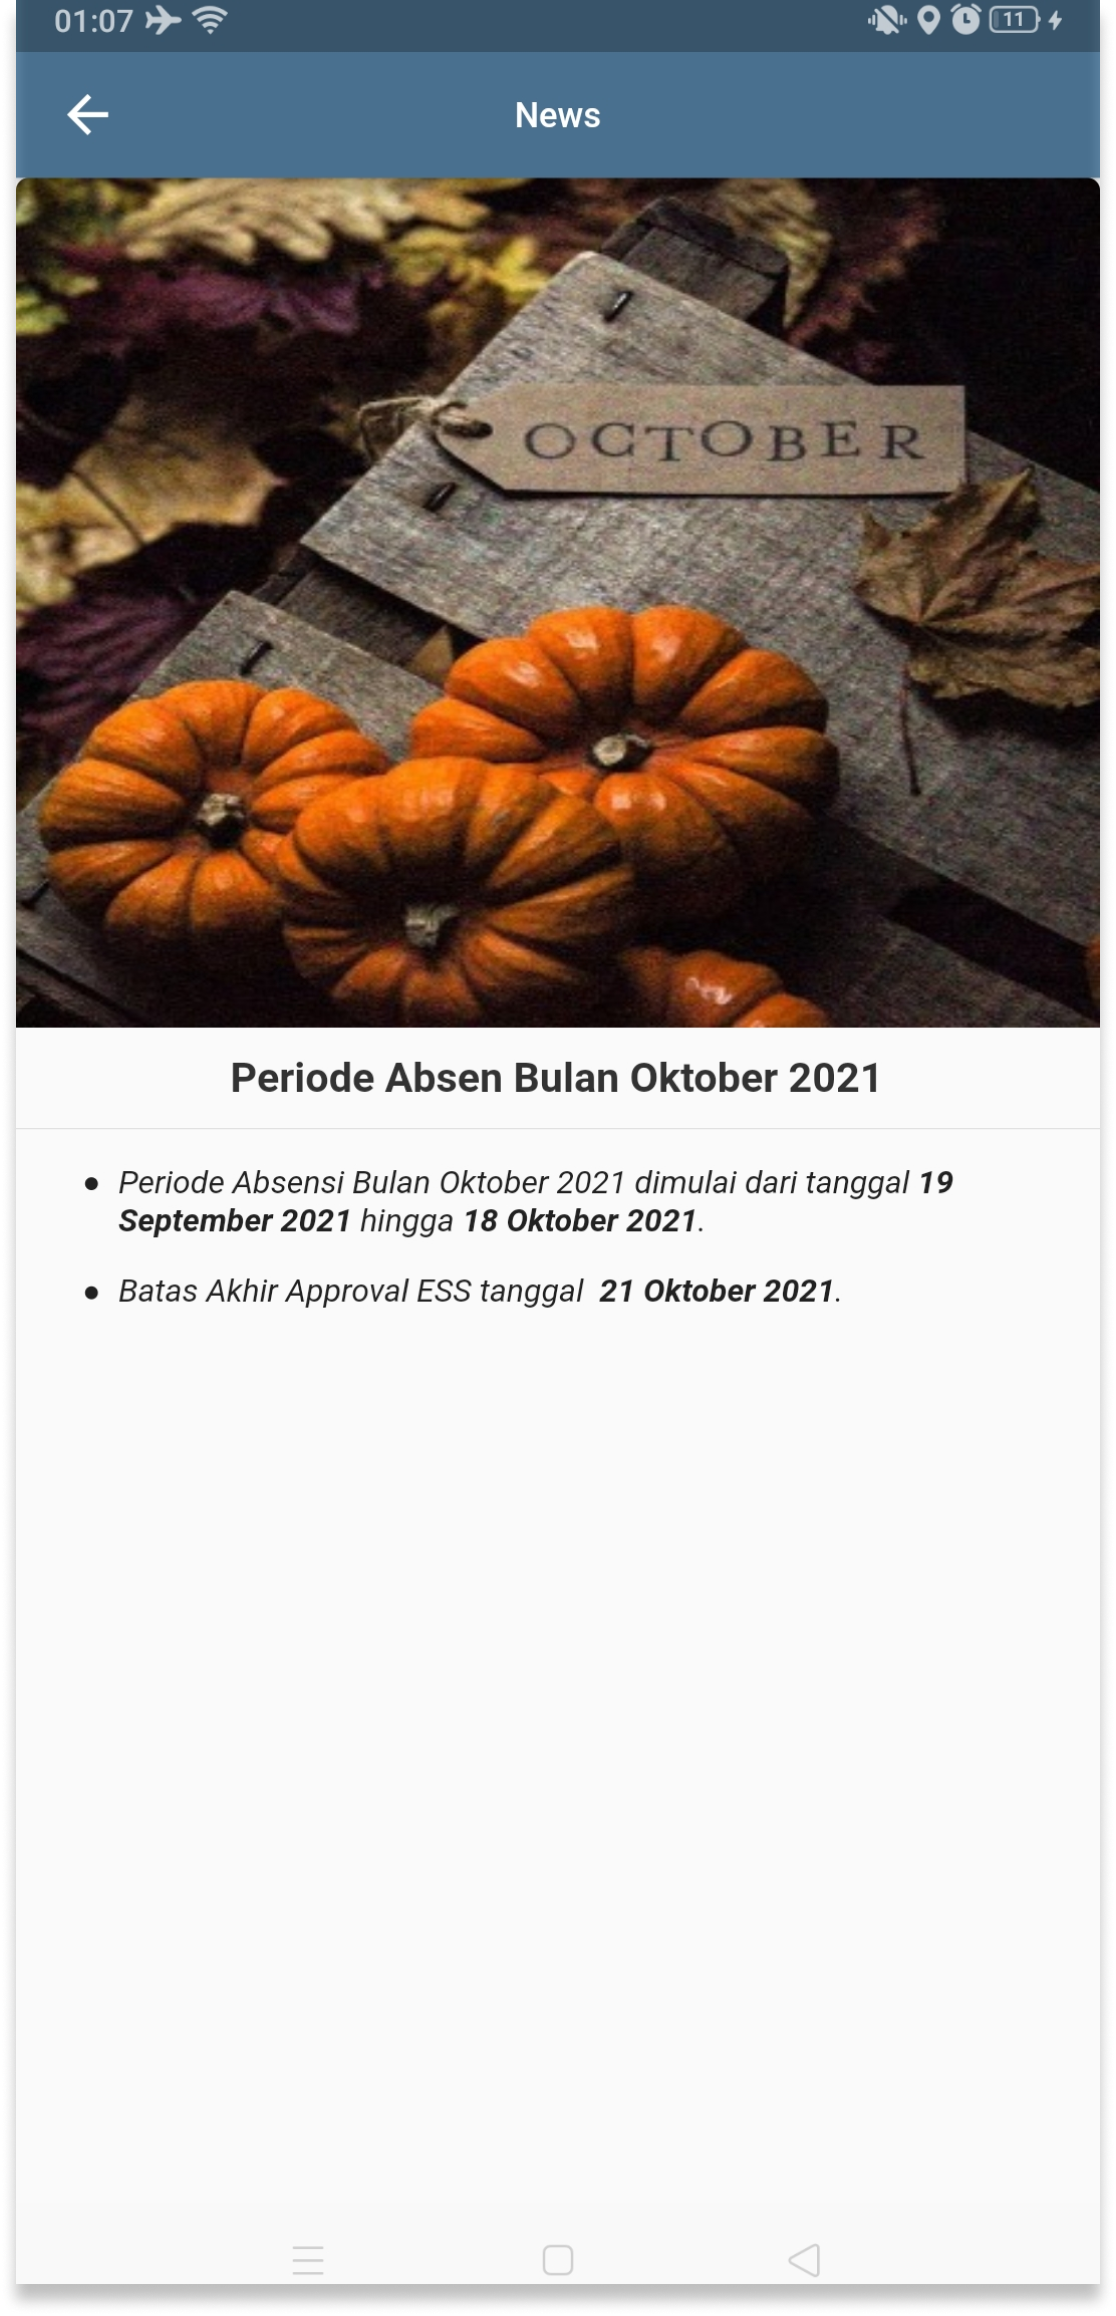 01:07
11
News
OCTOBER
Periode Absen Bulan Oktober 2021
● Periode Absensi Bulan Oktober 2021 dimulai dari tanggal 19
September 2021 hingga 18 Oktober 2021.
● Batas Akhir Approval ESS tanggal  21 Oktober 2021.